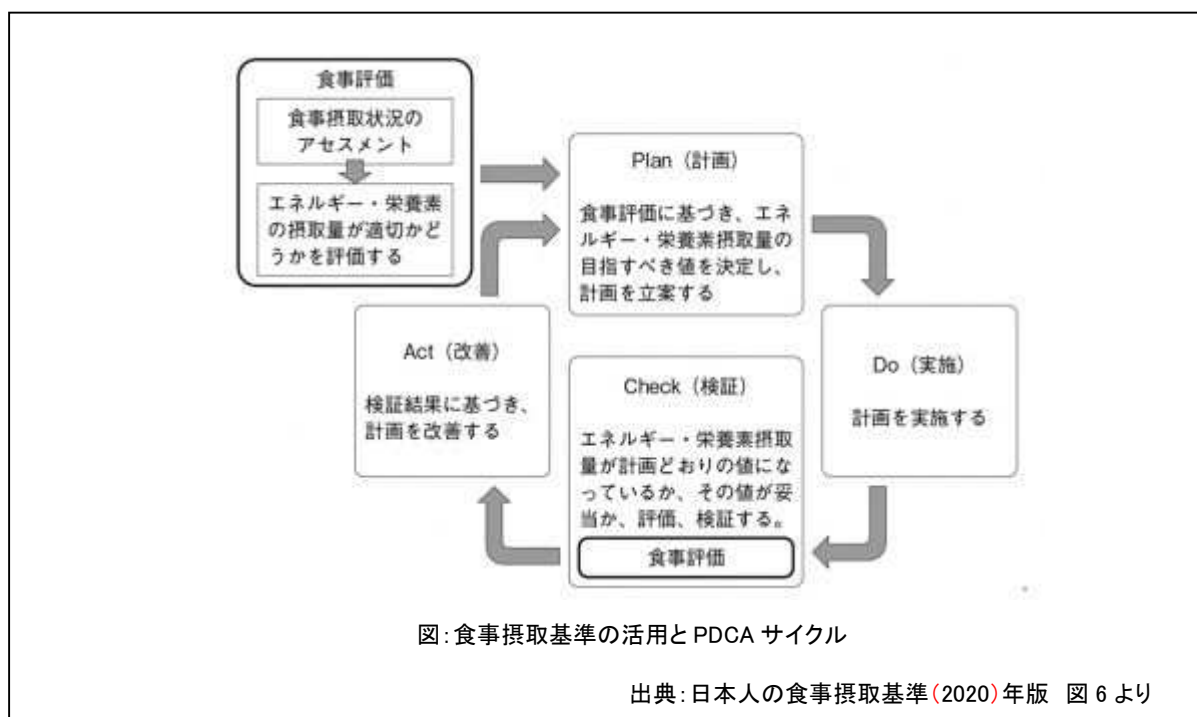 食事評価
食事摂取状況の
アセスメント
エネルギー・栄養素
の摂取量が適切かど
うかを評価する
Plan（計画）
食事評価に基づき、エネ
ルギー・栄養素摂取量の
目指すべき値を決定し、
計画を立案する
Do（実施）
計画を実施する
Check（検証）
エネルギー・栄養素摂取
量が計画どおりの値にな
っているか、その値が妥
当か、評価、検証する。
食事評価
Act（改善）
検証結果に基づき、
計画を改善する
図：食事摂取基準の活用とPDCA サイクル
出典：日本人の食事摂取基準（2020）年版　図 6 より